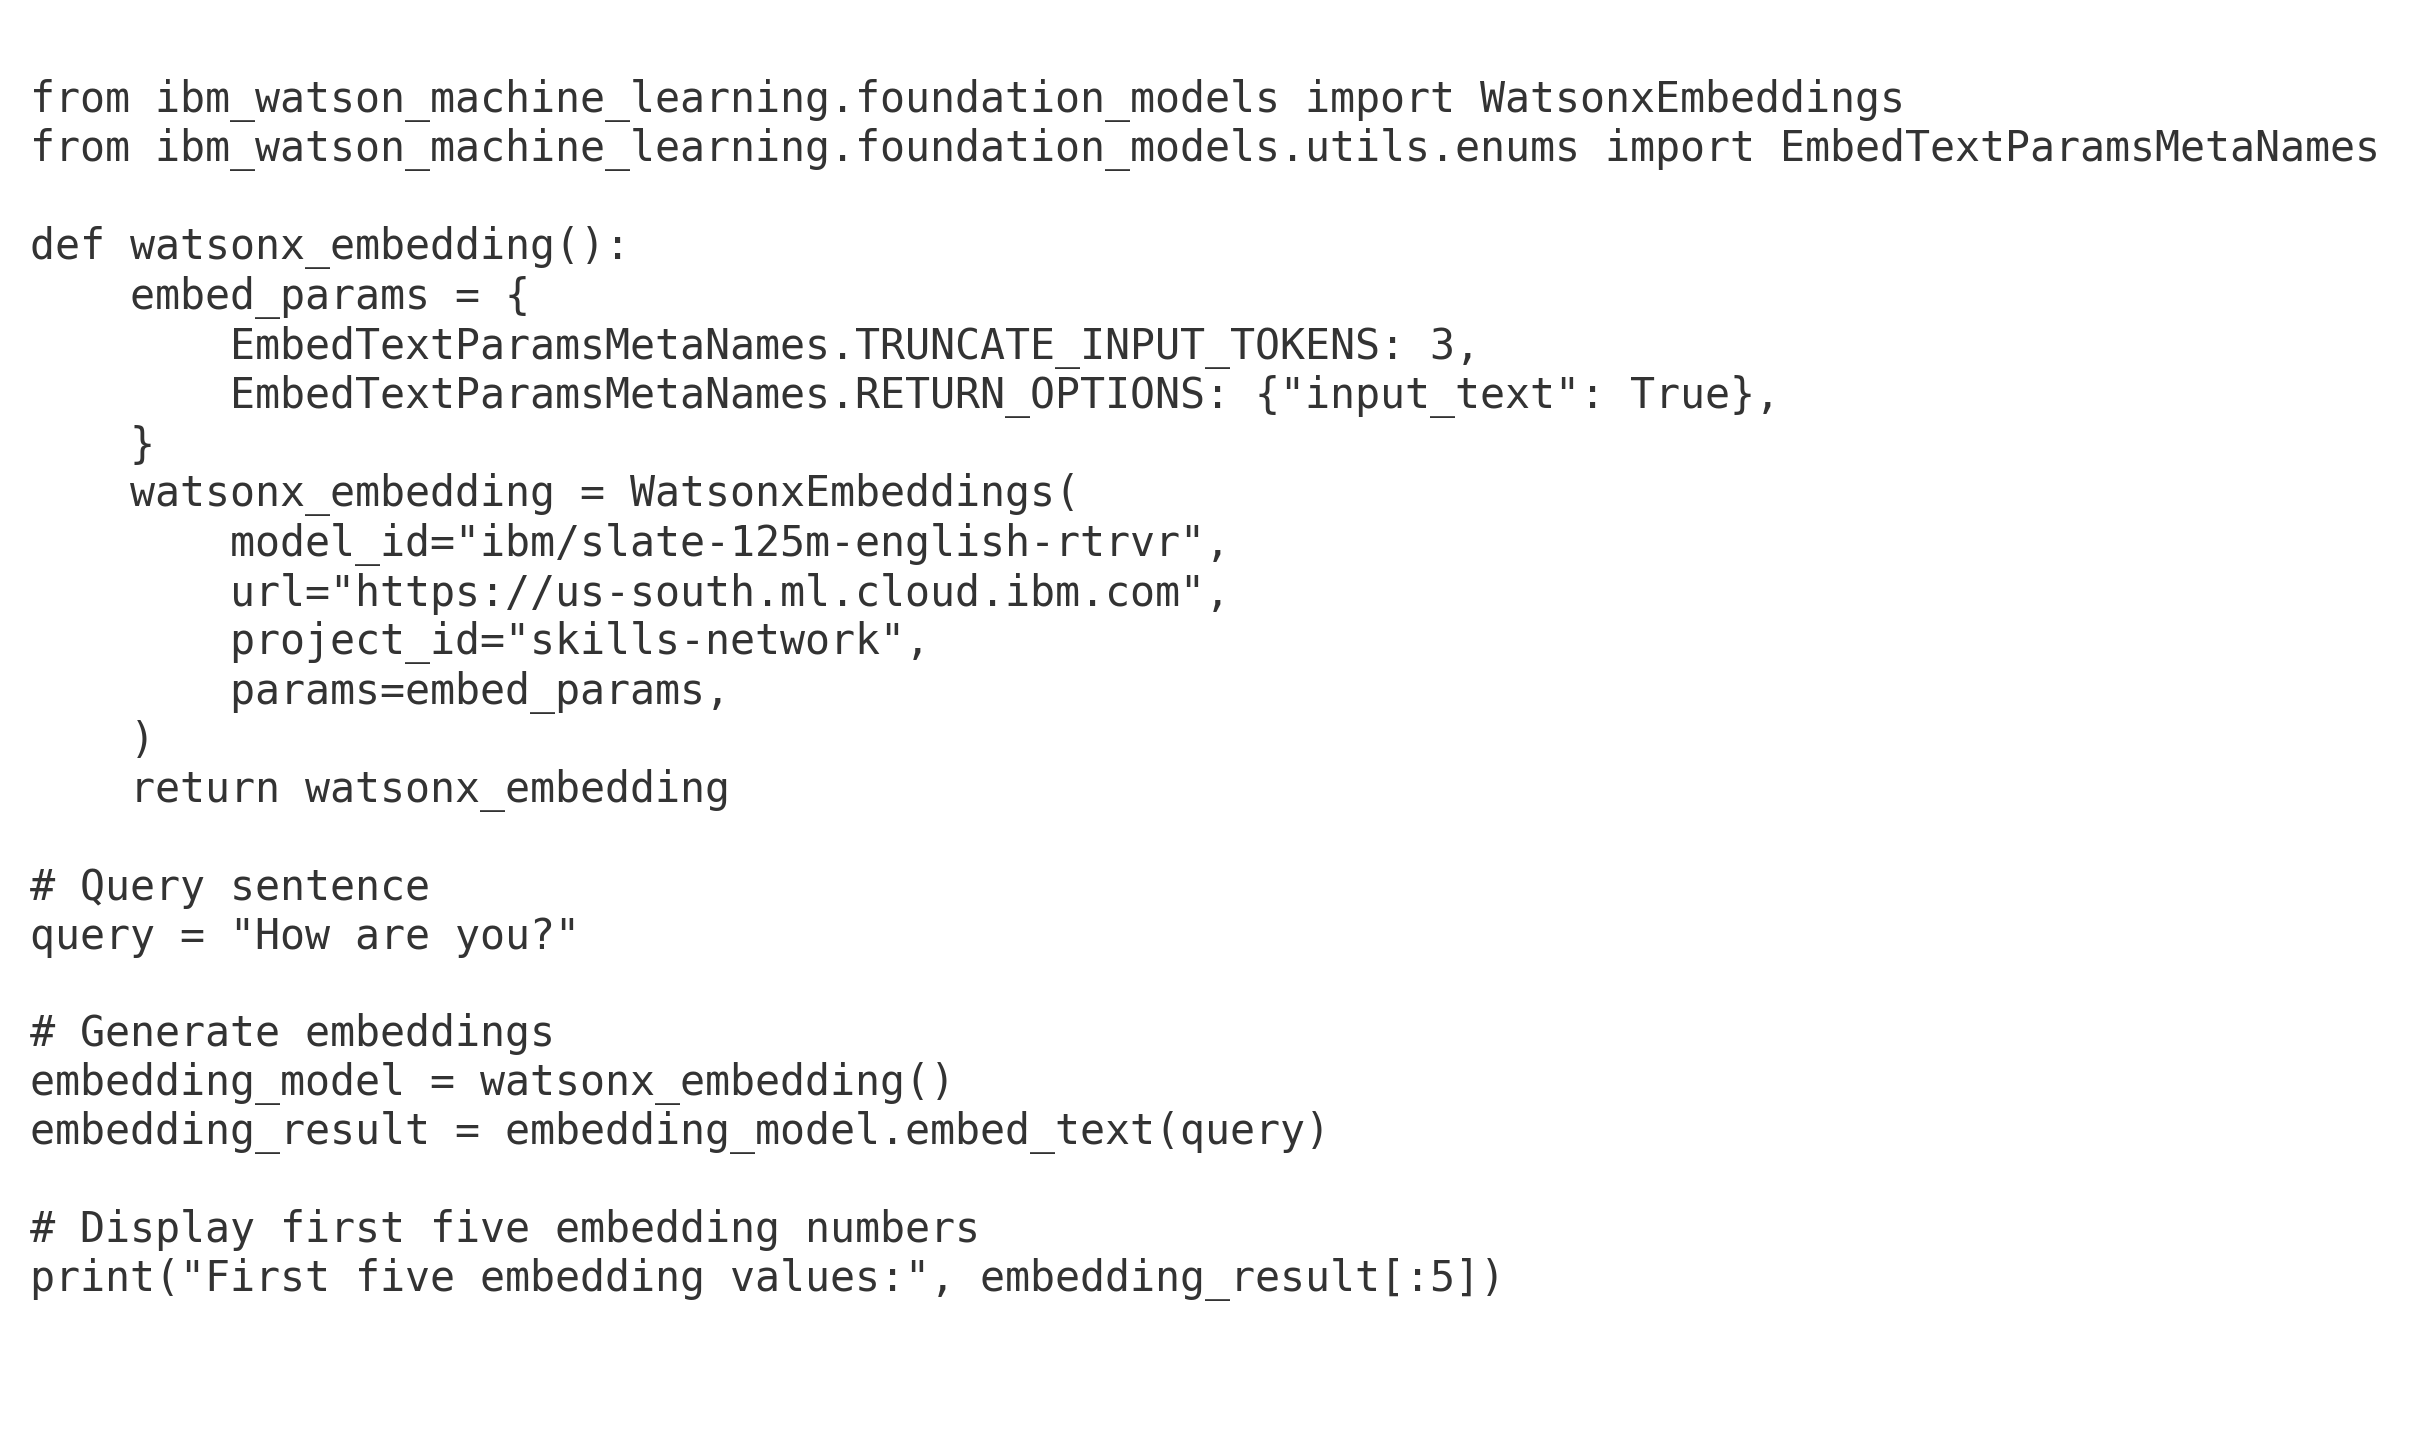 from ibm_watson_machine_learning.foundation_models import WatsonxEmbeddings
from ibm_watson_machine_learning.foundation_models.utils.enums import EmbedTextParamsMetaNames

def watsonx_embedding():
    embed_params = {
        EmbedTextParamsMetaNames.TRUNCATE_INPUT_TOKENS: 3,
        EmbedTextParamsMetaNames.RETURN_OPTIONS: {"input_text": True},
    }
    watsonx_embedding = WatsonxEmbeddings(
        model_id="ibm/slate-125m-english-rtrvr",
        url="https://us-south.ml.cloud.ibm.com",
        project_id="skills-network",
        params=embed_params,
    )
    return watsonx_embedding

# Query sentence
query = "How are you?"

# Generate embeddings
embedding_model = watsonx_embedding()
embedding_result = embedding_model.embed_text(query)

# Display first five embedding numbers
print("First five embedding values:", embedding_result[:5])